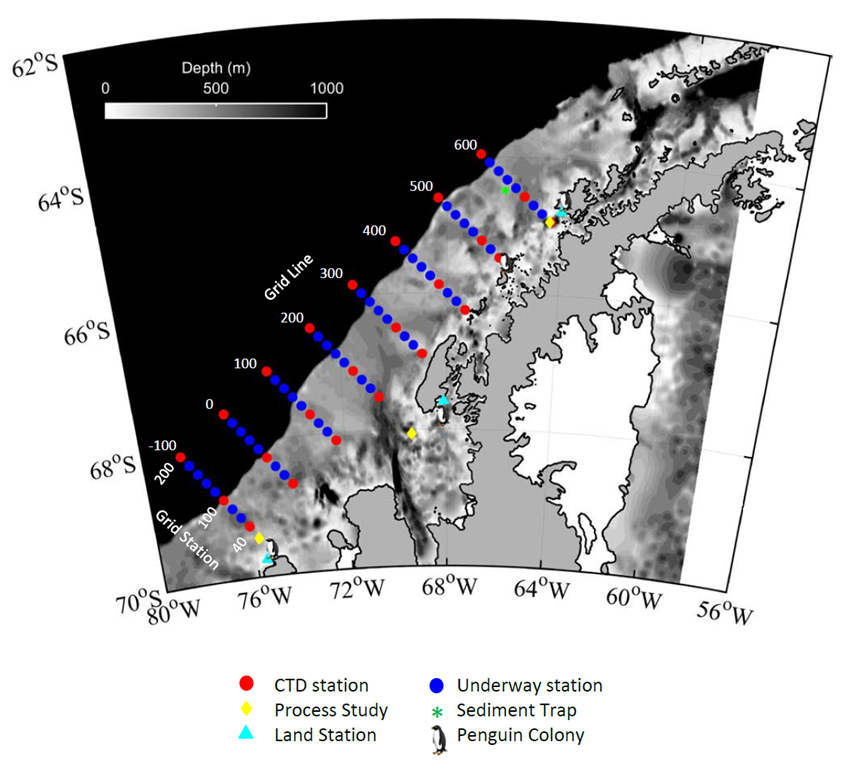 62°S
Depth (m)
0 500 1000
600
64°S
500
400
300
Grid Line
200
66°S
100
0
-100
68°S
200
100
40
Grid Station
70°S
80°W 76°W 72°W 68°W 64°W 60°W 56°W
CTD station Underway station
Process Study Sediment Trap
Land Station Penguin Colony